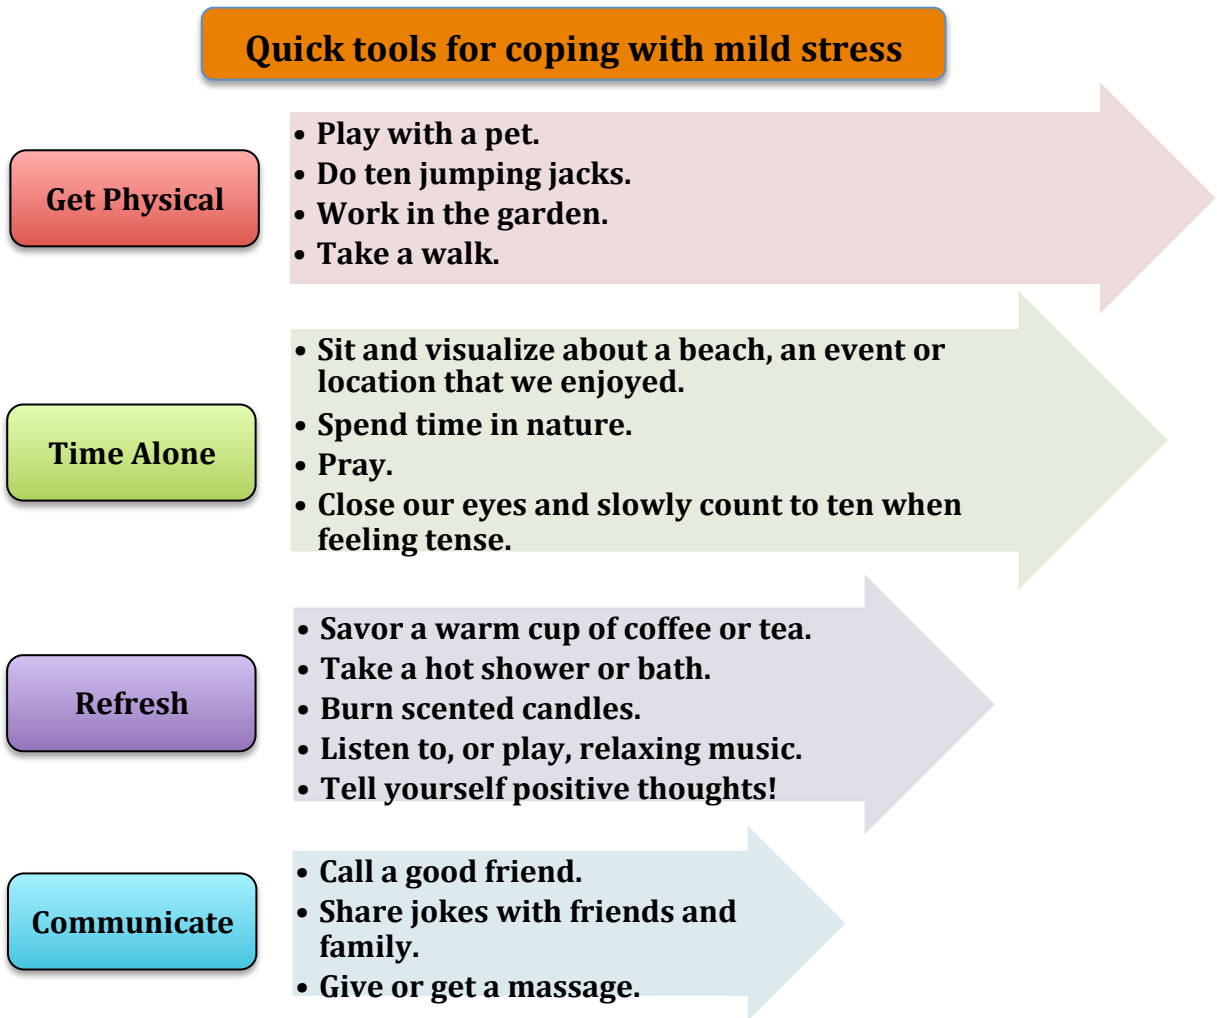 Quick tools for coping with mild stress
Get Physical
• Play with a pet.
• Do ten jumping jacks.
• Work in the garden.
• Take a walk.
Time Alone
• Sit and visualize about a beach, an event or
location that we enjoyed.
• Spend time in nature.
• Pray.
• Close our eyes and slowly count to ten when
feeling tense.
Refresh
• Savor a warm cup of coffee or tea.
• Take a hot shower or bath.
• Burn scented candles.
• Listen to, or play, relaxing music.
• Tell yourself positive thoughts!
Communicate
• Call a good friend.
• Share jokes with friends and
family.
• Give or get a massage.